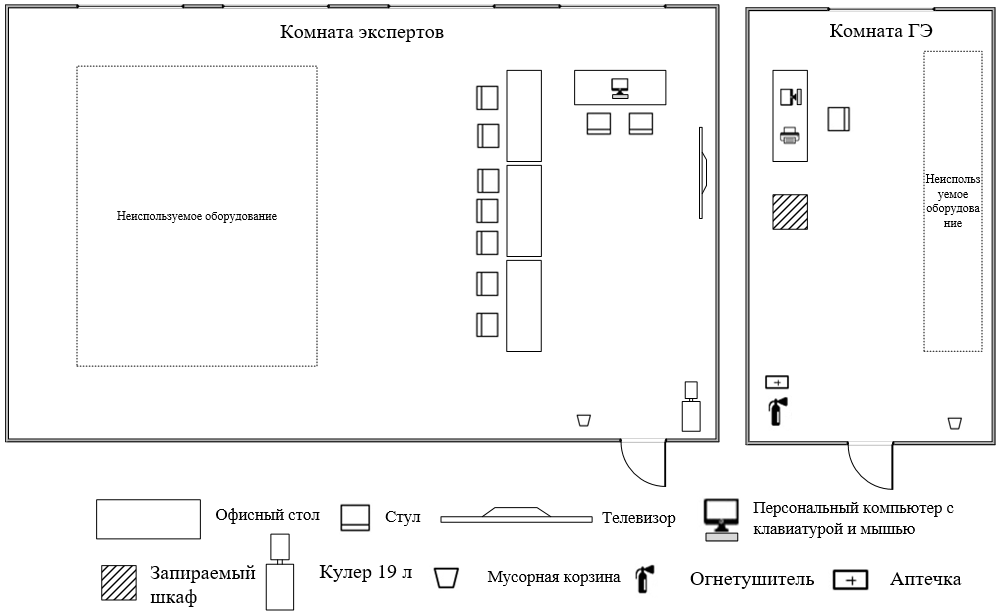 Комната экспертов
Комната ГЭ
Неиспользуемое оборудование
Неиспольз
уемое
оборудова
ние
Офисный стол
Стул
Телевизор
Персональный компьютер с
клавиатурой и мышью
Запираемый
шкаф
Кулер 19 л
Мусорная корзина
Огнетушитель
Аптечка